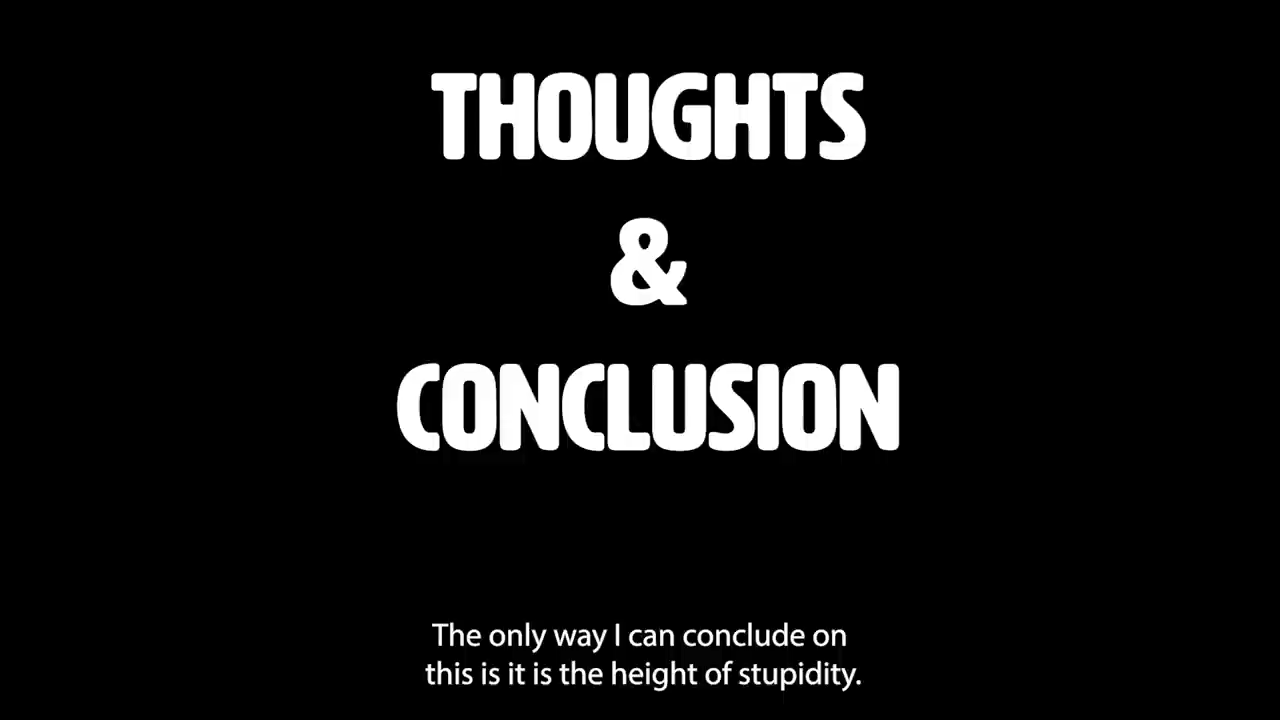 THOUGHTS
&
CONCLUSION
The only way I can conclude on
this is it is the height of stupidity.